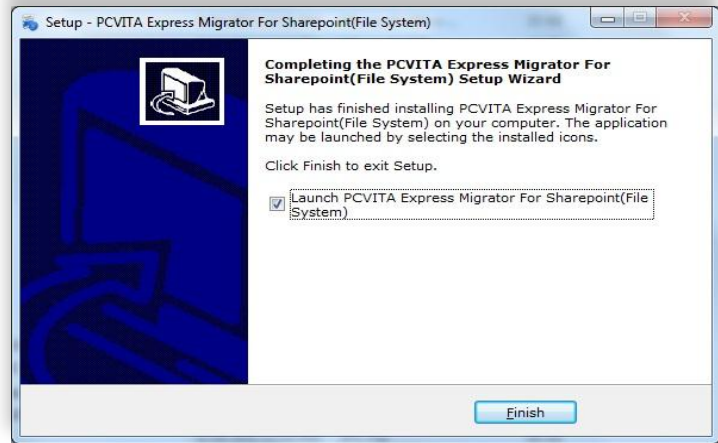 Setup - PCVITA Express Migrator For Sharepoint(File System)
Completing the PCVITA Express Migrator For
Sharepoint(File System) Setup Wizard
Setup has finished installing PCVITA Express Migrator For
Sharepoint(File System) on your computer. The application
may be launched by selecting the installed icons.
Click Finish to exit Setup.
Launch PCVITA Express Migrator For Sharepoint(File
System)
Finish